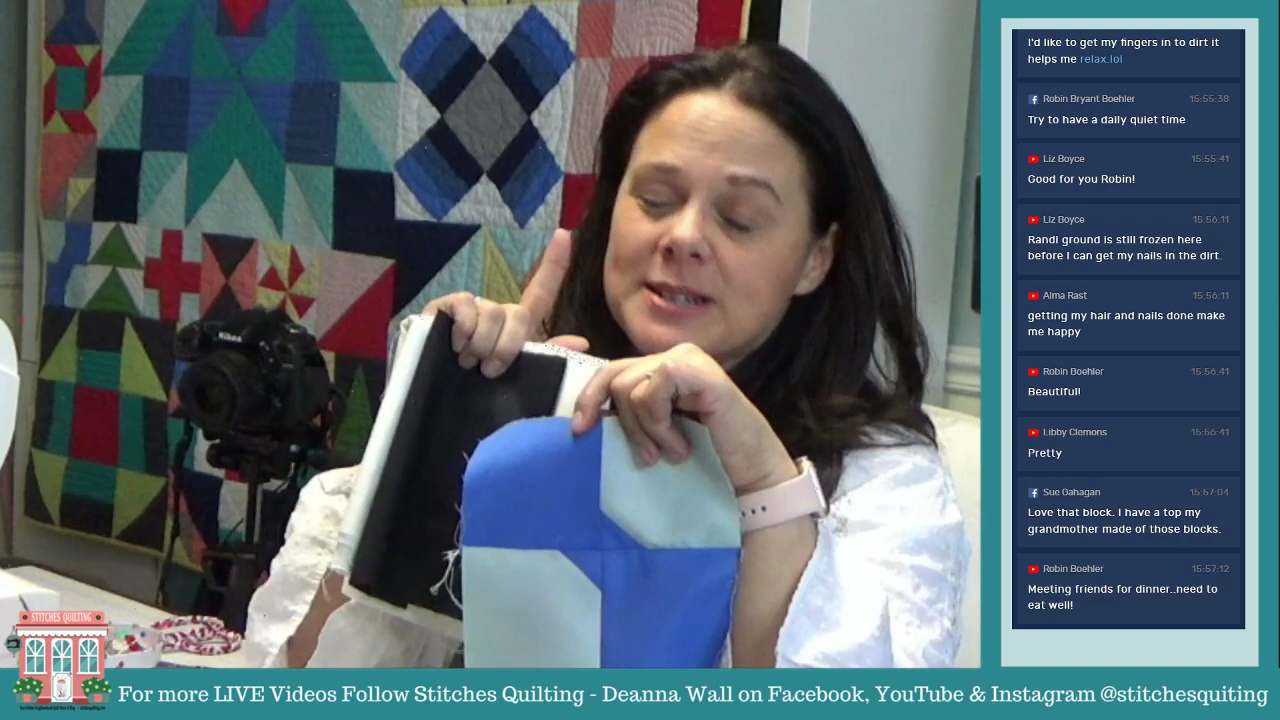 I'd like to get my fingers in to dirt it
helps me relax.lol
Robin Bryant Boehler 15:55:38
Try to have a daily quiet time
Liz Boyce 15:55:41
Good for you Robin!
Liz Boyce 15:56:11
Randi ground is still frozen here
before I can get my nails in the dirt.
Alma Rast 15:56:11
getting my hair and nails done make
me happy
Robin Boehler 15:56:41
Beautiful!
Libby Clemons 15:56:41
Pretty
Sue Gahagan 15:57:04
Love that block. I have a top my
grandmother made of those blocks.
Robin Boehler 15:57:12
Meeting friends for dinner..need to
eat well!
Nikon
STITCHES QUILTING
For more LIVE Videos Follow Stitches Quilting - Deanna Wall on Facebook, YouTube & Instagram @stitchesquiting